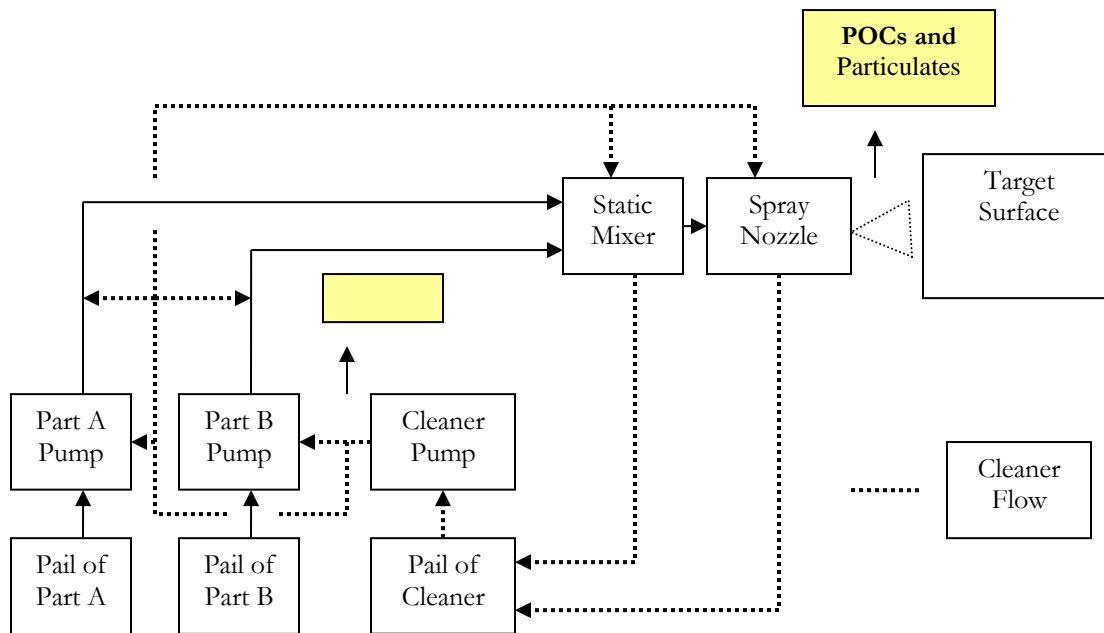 POCs and
Particulates
Target
Surface
Static
Mixer
Spray
Nozzle
Part A
Pump
Part B
Pump
Cleaner
Pump
Cleaner
Flow
Pail of
Part A
Pail of
Part B
Pail of
Cleaner